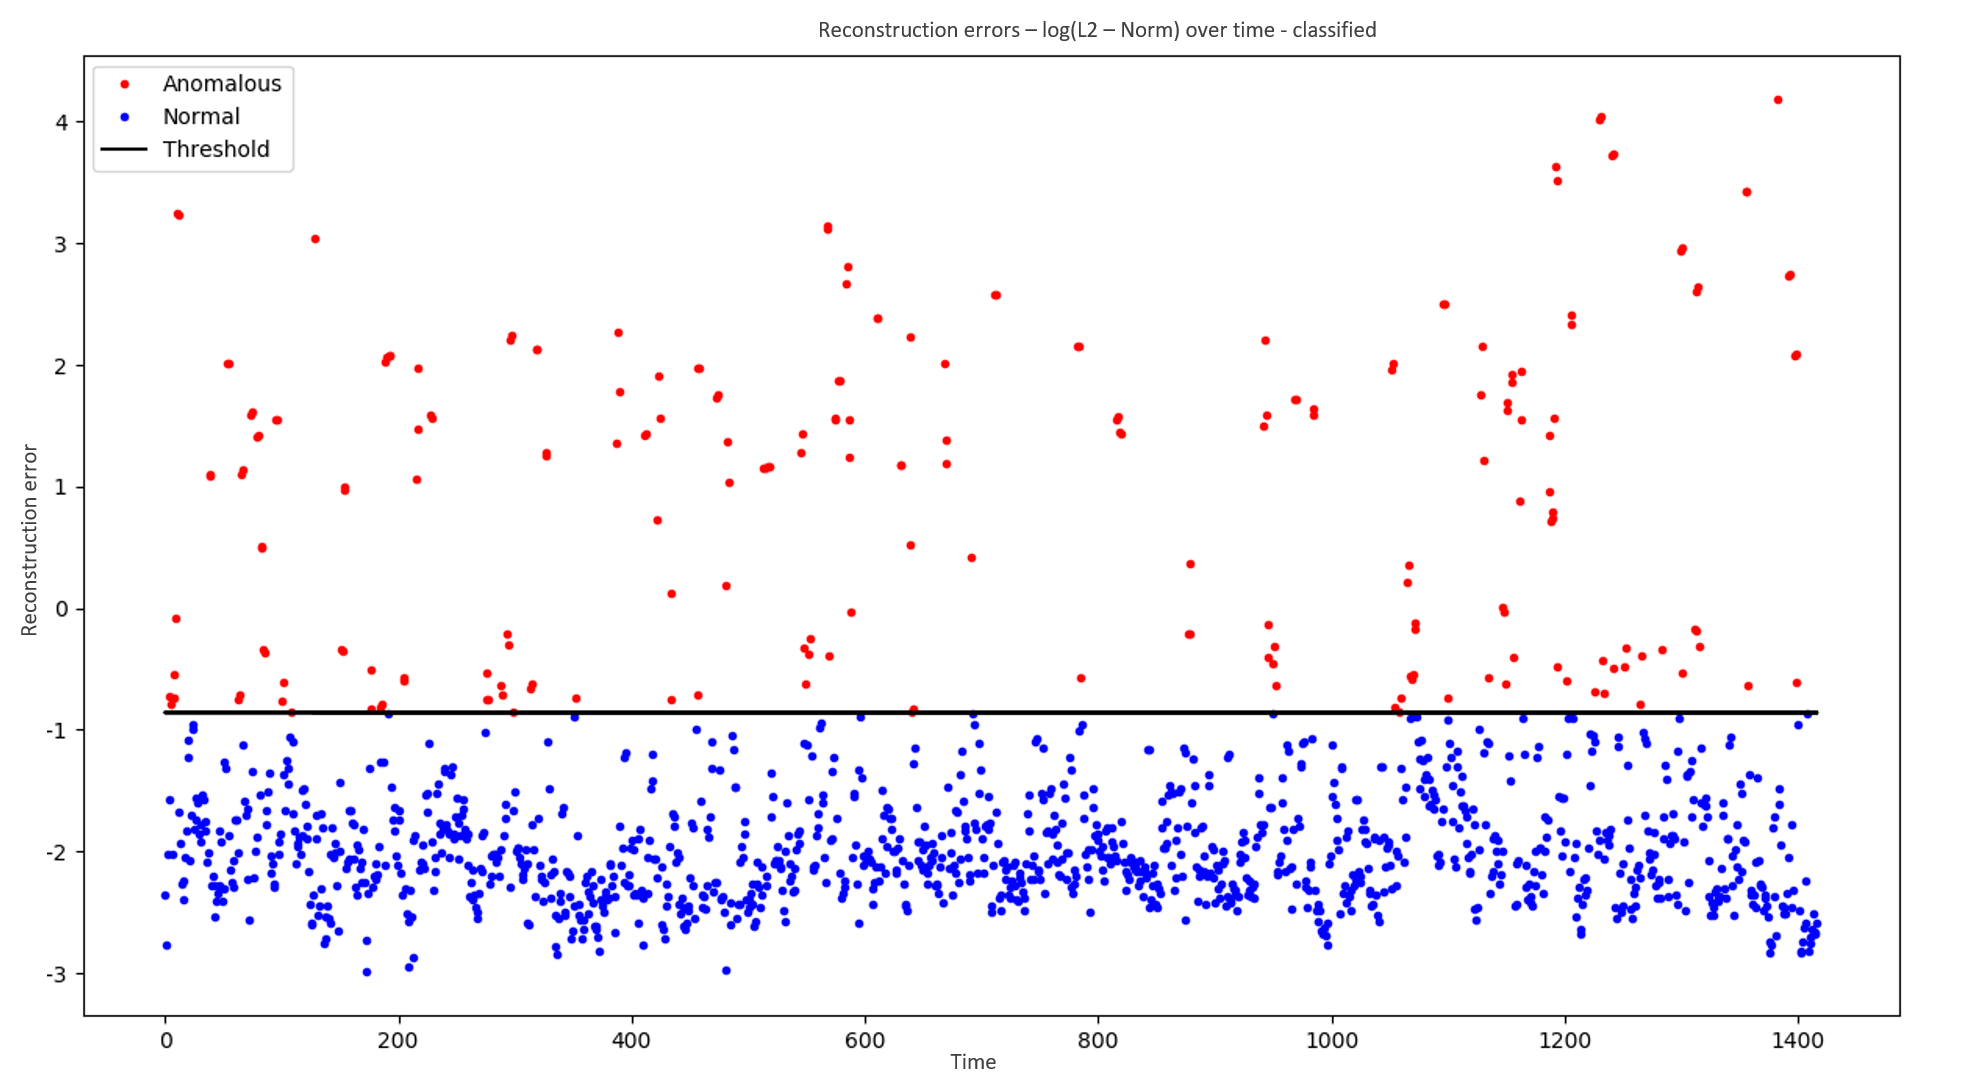 Reconstruction errors – log(L2 – Norm) over time - classified
Anomalous
Normal
Threshold
Reconstruction error
4
3
2
1
0
-1
-2
-3
0 200 400 600 800 1000 1200 1400
Time